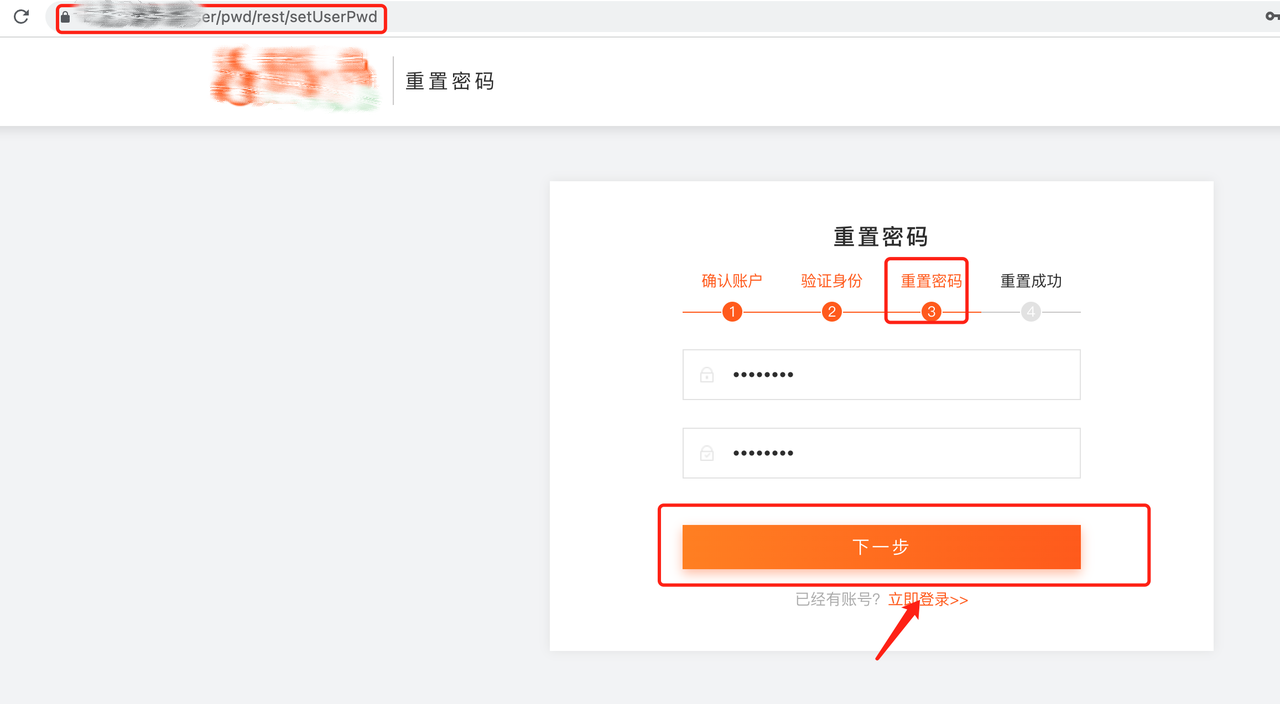 er/pwd/rest/setUserPwd
重置密码
重置密码
确认账户 验证身份 重置密码 重置成功
1 2 3 4
••••••••
••••••••
下一步
已经有账号？立即登录>>